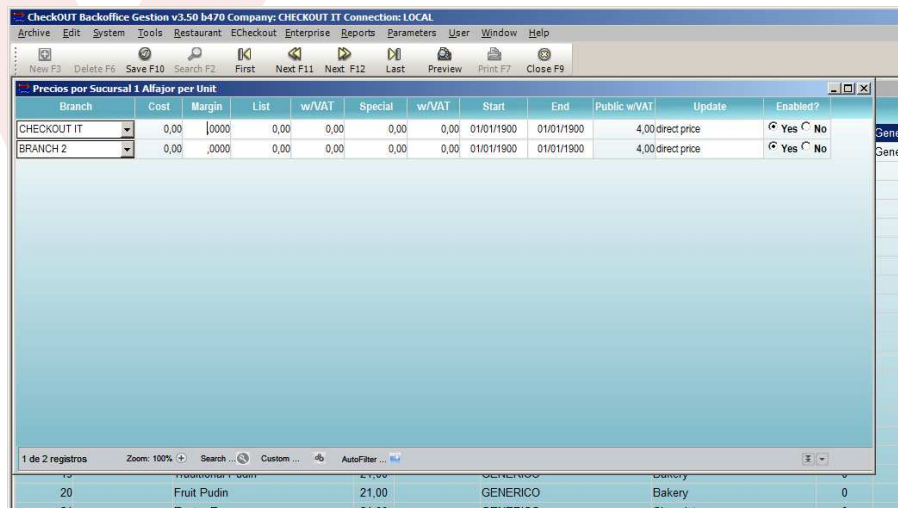 CheckOUT Backoffice Gestion v3.50 b470 Company: CHECKOUT IT Connection: LOCAL
Archive Edit System Tools Restaurant ECheckout Enterprise Reports Parameters User Window Help
New F3 Delete F6 Save F10 Search F2 First Next F11 Next F12 Last Preview Print F7 Close F9
Precios por Sucursal 1 Alfajor per Unit
Branch Cost Margin List w/VAT Special w/VAT Start End Public w/VAT Update Enabled?
CHECKOUT IT 0,00 ,0000 0,00 0,00 0,00 0,00 01/01/1900 01/01/1900 4,00 direct price Yes No
BRANCH 2 0,00 ,0000 0,00 0,00 0,00 0,00 01/01/1900 01/01/1900 4,00 direct price Yes No
1 de 2 registros Zoom: 100% Search ... Custom ... AutoFilter ...
20 Fruit Pudin 21,00 GENERICO Bakery 0